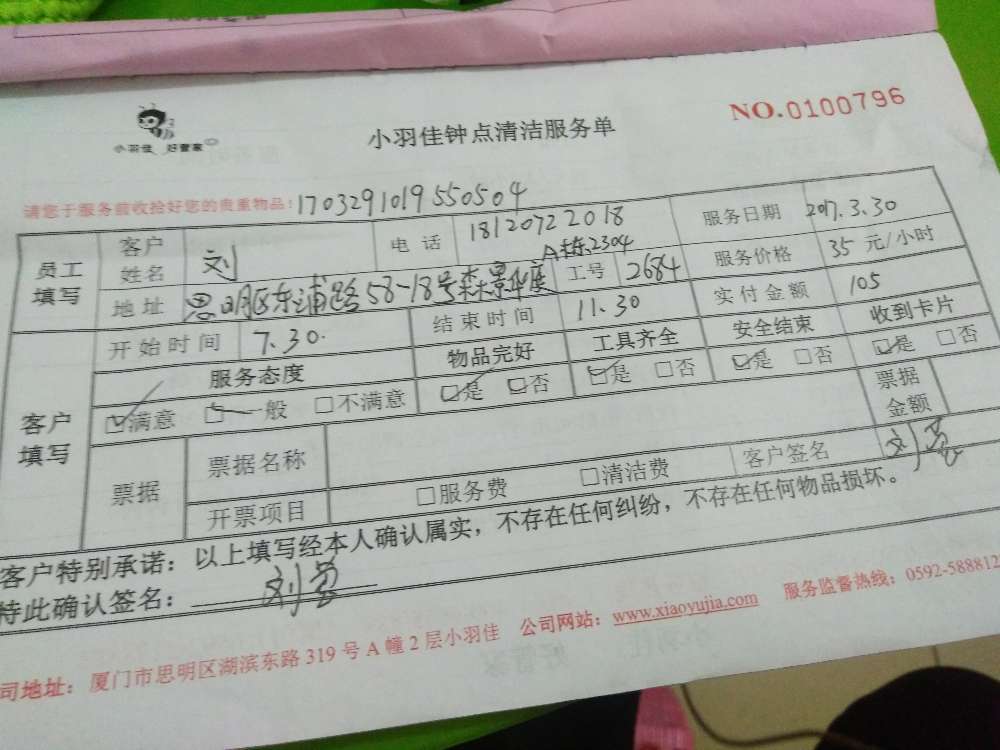 小羽佳 好管家
小羽佳钟点清洁服务单
NO.0100796
请您于服务前收拾好您的贵重物品! 1703291019550504
员工填写 客户姓名 刘 电话 18120722018 服务日期 2017.3.30
地址 思明区东浦路58-18号森景华庭A栋2304 工号 2684 服务价格 35 元/小时
开始时间 7.30. 结束时间 11.30 实付金额 105
客户填写 服务态度 物品完好 工具齐全 安全结束 收到卡片
☑满意 ☑一般 □不满意 ☑是 □否 ☑是 □否 ☑是 □否 ☑是 □否
票据 票据名称 票据金额
开票项目 □服务费 □清洁费 客户签名 刘
客户特别承诺：以上填写经本人确认属实，不存在任何纠纷，不存在任何物品损坏。
特此确认签名： 刘
司地址：厦门市思明区湖滨东路 319 号 A 幢 2 层小羽佳 公司网站：www.xiaoyujia.com 服务监督热线：0592-588812